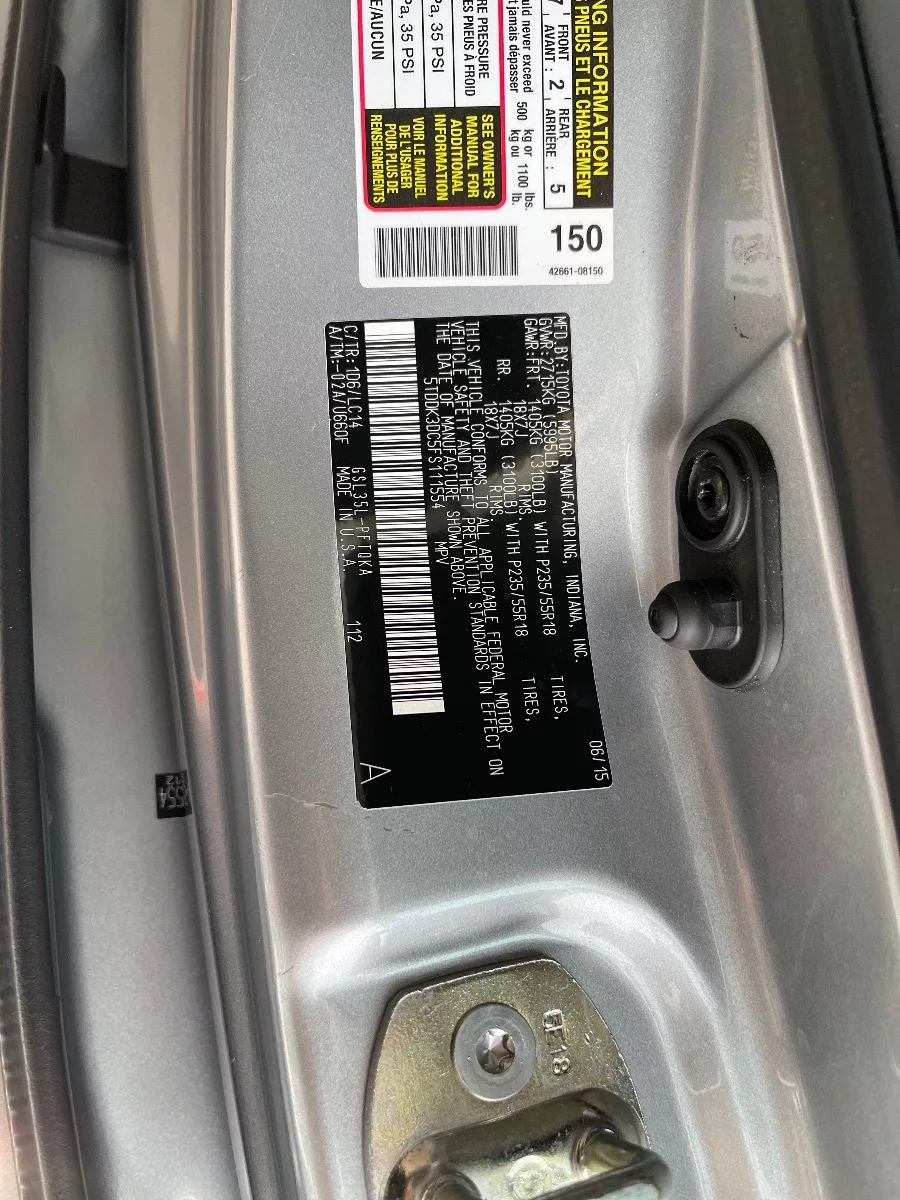 NG INFORMATION
PNEUS ET LE CHARGEMENT
7 FRONT AVANT : 2 REAR ARRIÈRE : 5
uld never exceed 500 kg or 1100 lbs.
t jamais dépasser kg ou lb.
RE PRESSURE
ES PNEUS À FROID
Pa, 35 PSI
Pa, 35 PSI
E/AUCUN
SEE OWNER'S
MANUAL FOR
ADDITIONAL
INFORMATION
VOIR LE MANUEL
DE L'USAGER
POUR PLUS DE
RENSEIGNEMENTS
150
42661-08150
MFD BY:TOYOTA MOTOR MANUFACTURING, INDIANA, INC. 06/15
GVWR:2715KG (5995LB)
GAWR:FRT. 1405KG (3100LB) WITH P235/55R18 TIRES,
18X7J RIMS.
RR. 1405KG (3100LB) WITH P235/55R18 TIRES,
18X7J RIMS.
THIS VEHICLE CONFORMS TO ALL APPLICABLE FEDERAL MOTOR
VEHICLE SAFETY AND THEFT PREVENTION STANDARDS IN EFFECT ON
THE DATE OF MANUFACTURE SHOWN ABOVE.
5TDDK3DC5FS111554 MPV
C/TR:1D6/LC14 GSL35L-PFTQKA 112
A/TM:-02A/U660F MADE IN U.S.A. A
5E18